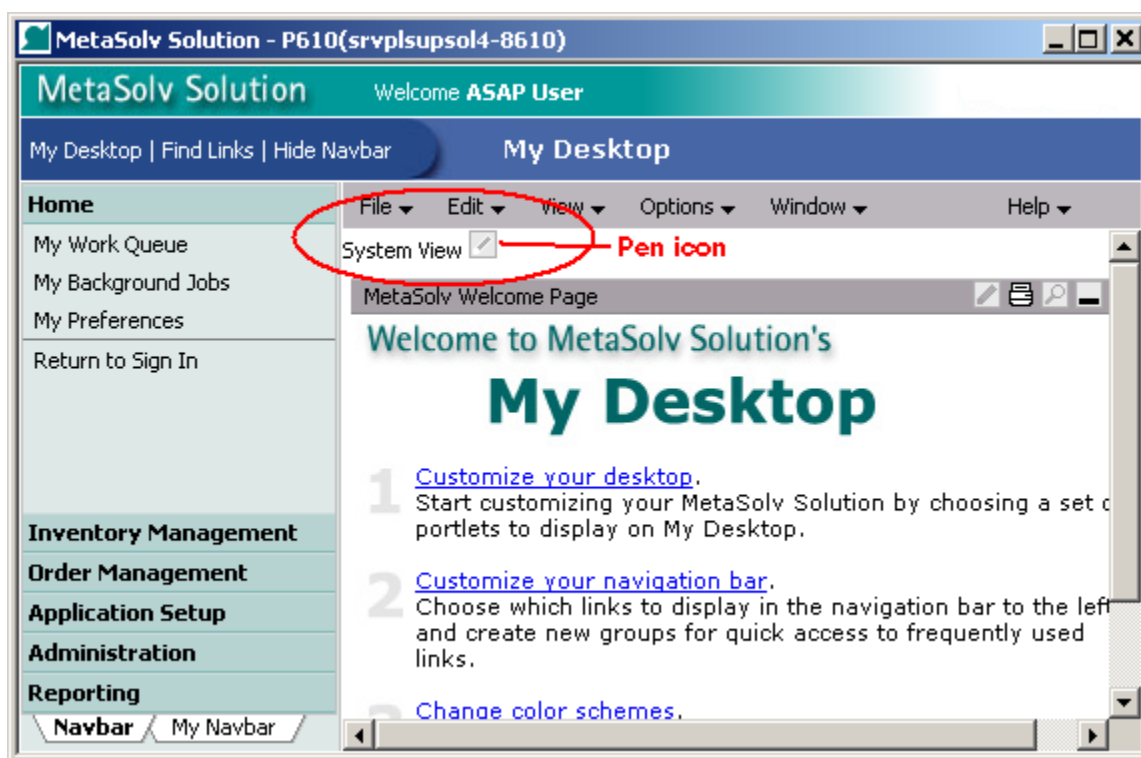 MetaSolv Solution - P610(srvplsupsol4-8610)
MetaSolv Solution Welcome ASAP User
My Desktop | Find Links | Hide Navbar My Desktop
Home
File Edit View Options Window Help
My Work Queue
System View Pen icon
My Background Jobs
MetaSolv Welcome Page
My Preferences
Return to Sign In
Welcome to MetaSolv Solution's
My Desktop
1 Customize your desktop.
Start customizing your MetaSolv Solution by choosing a set
portlets to display on My Desktop.
2 Customize your navigation bar.
Choose which links to display in the navigation bar to the left
and create new groups for quick access to frequently used
links.
3 Change color schemes.
Inventory Management
Order Management
Application Setup
Administration
Reporting
Navbar My Navbar